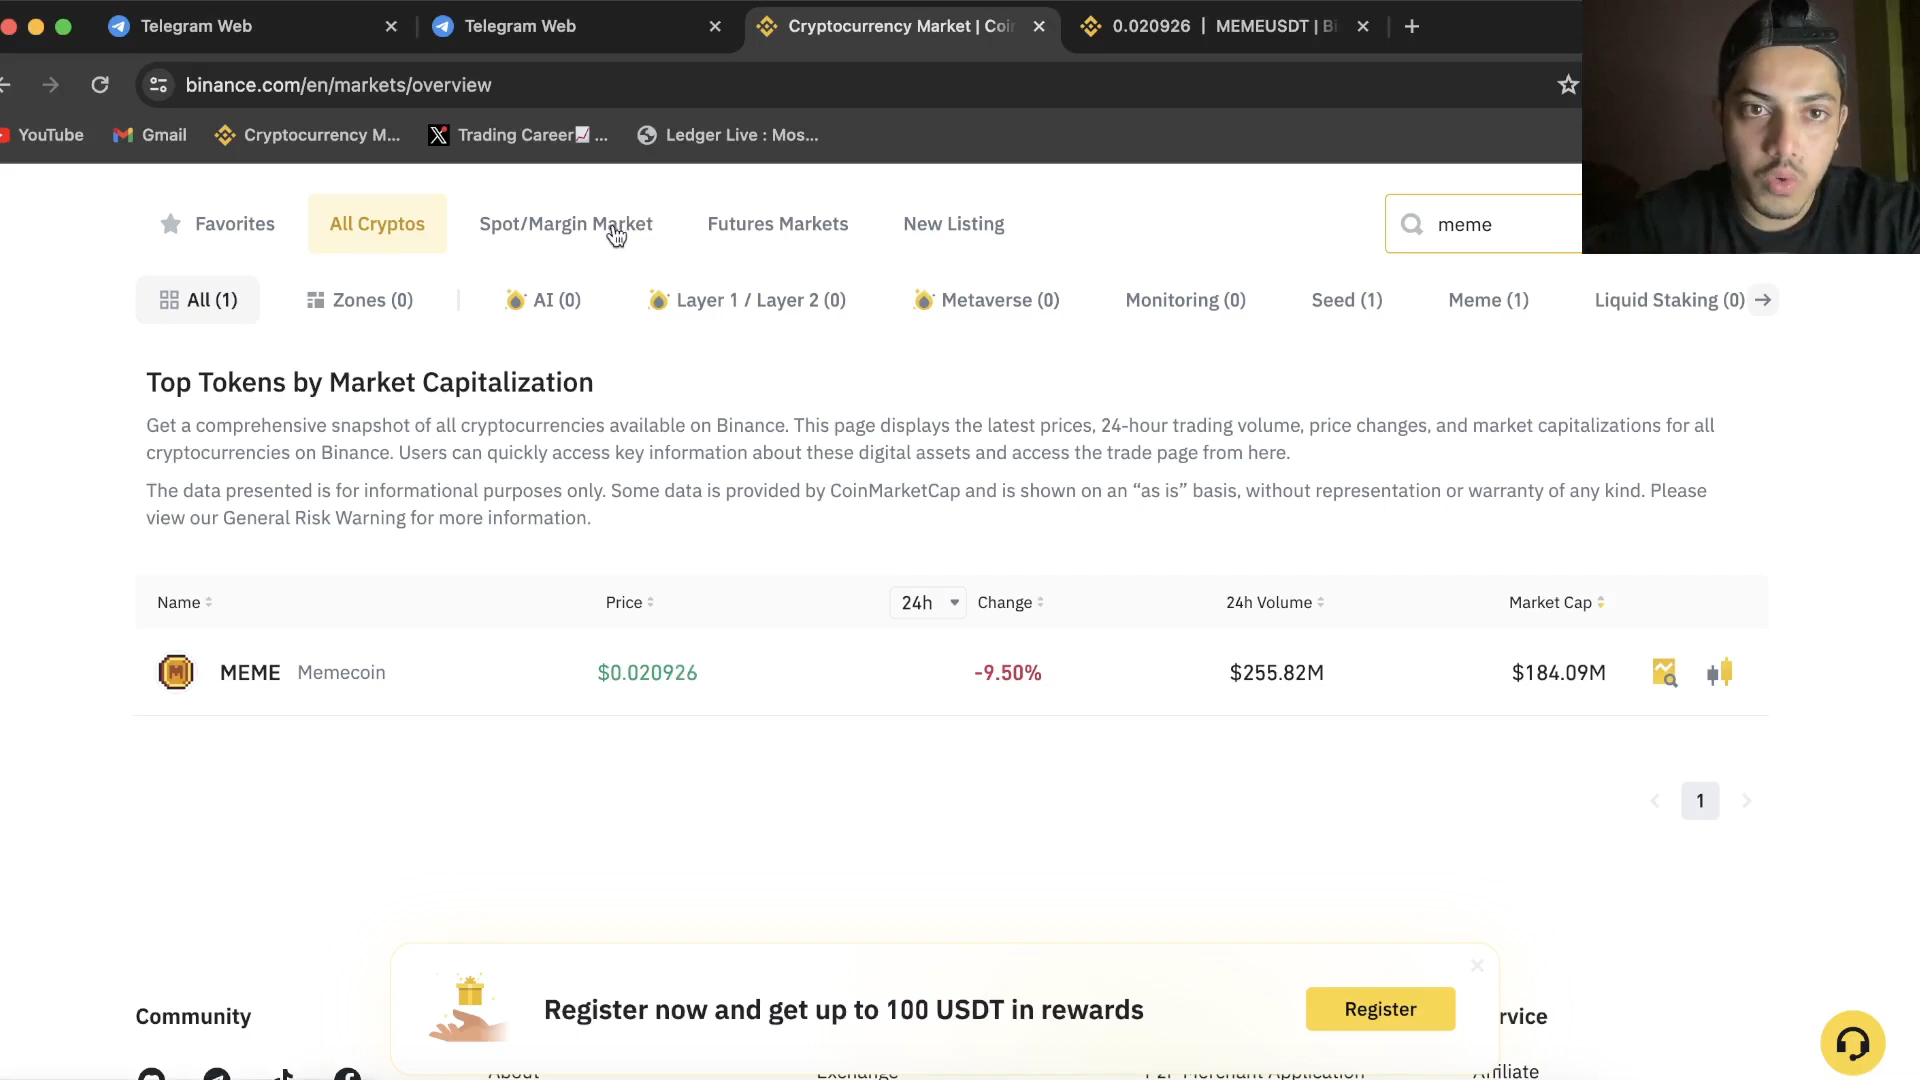 Telegram Web
Telegram Web
Cryptocurrency Market | Coi
0.020926 | MEMEUSDT | Bi
binance.com/en/markets/overview
YouTube
Gmail
Cryptocurrency M...
Trading Career📈...
Ledger Live : Mos...
Favorites
All Cryptos
Spot/Margin Market
Futures Markets
New Listing
meme
All (1)
Zones (0)
AI (0)
Layer 1 / Layer 2 (0)
Metaverse (0)
Monitoring (0)
Seed (1)
Meme (1)
Liquid Staking (0)
Top Tokens by Market Capitalization
Get a comprehensive snapshot of all cryptocurrencies available on Binance. This page displays the latest prices, 24-hour trading volume, price changes, and market capitalizations for all
cryptocurrencies on Binance. Users can quickly access key information about these digital assets and access the trade page from here.
The data presented is for informational purposes only. Some data is provided by CoinMarketCap and is shown on an “as is” basis, without representation or warranty of any kind. Please
view our General Risk Warning for more information.
Name
Price
24h
Change
24h Volume
Market Cap
MEME Memecoin
$0.020926
-9.50%
$255.82M
$184.09M
1
Register now and get up to 100 USDT in rewards
Register
Community
rvice
About
Exchange
P2P Merchant Application
Affiliate